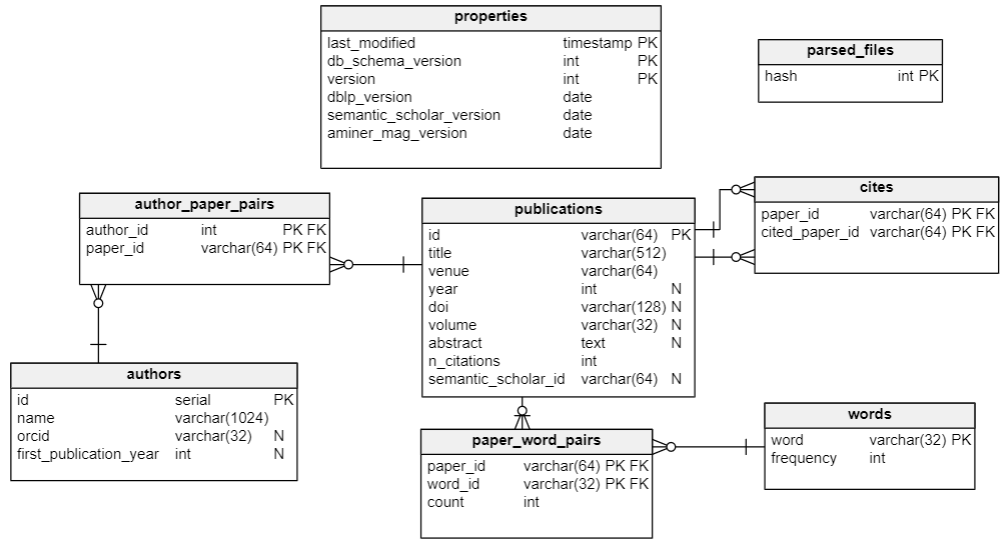 properties
last_modified timestamp PK
db_schema_version int PK
version int PK
dblp_version date
semantic_scholar_version date
aminer_mag_version date
parsed_files
hash int PK
author_paper_pairs
author_id int PK FK
paper_id varchar(64) PK FK
publications
id varchar(64) PK
title varchar(512)
venue varchar(64)
year int N
doi varchar(128) N
volume varchar(32) N
abstract text N
n_citations int
semantic_scholar_id varchar(64) N
cites
paper_id varchar(64) PK FK
cited_paper_id varchar(64) PK FK
authors
id serial PK
name varchar(1024)
orcid varchar(32) N
first_publication_year int N
paper_word_pairs
paper_id varchar(64) PK FK
word_id varchar(32) PK FK
count int
words
word varchar(32) PK
frequency int